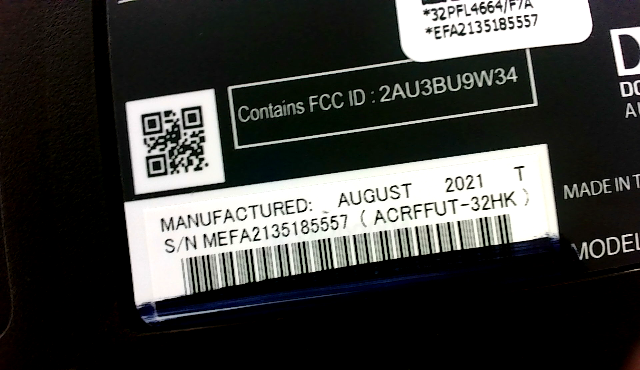 *32PFL4664/F7A
*EFA2135185557
Contains FCC ID : 2AU3BU9W34
MANUFACTURED: AUGUST 2021 T
S/N MEFA2135185557 ( ACRFFUT-32HK )
MADE IN
MODEL